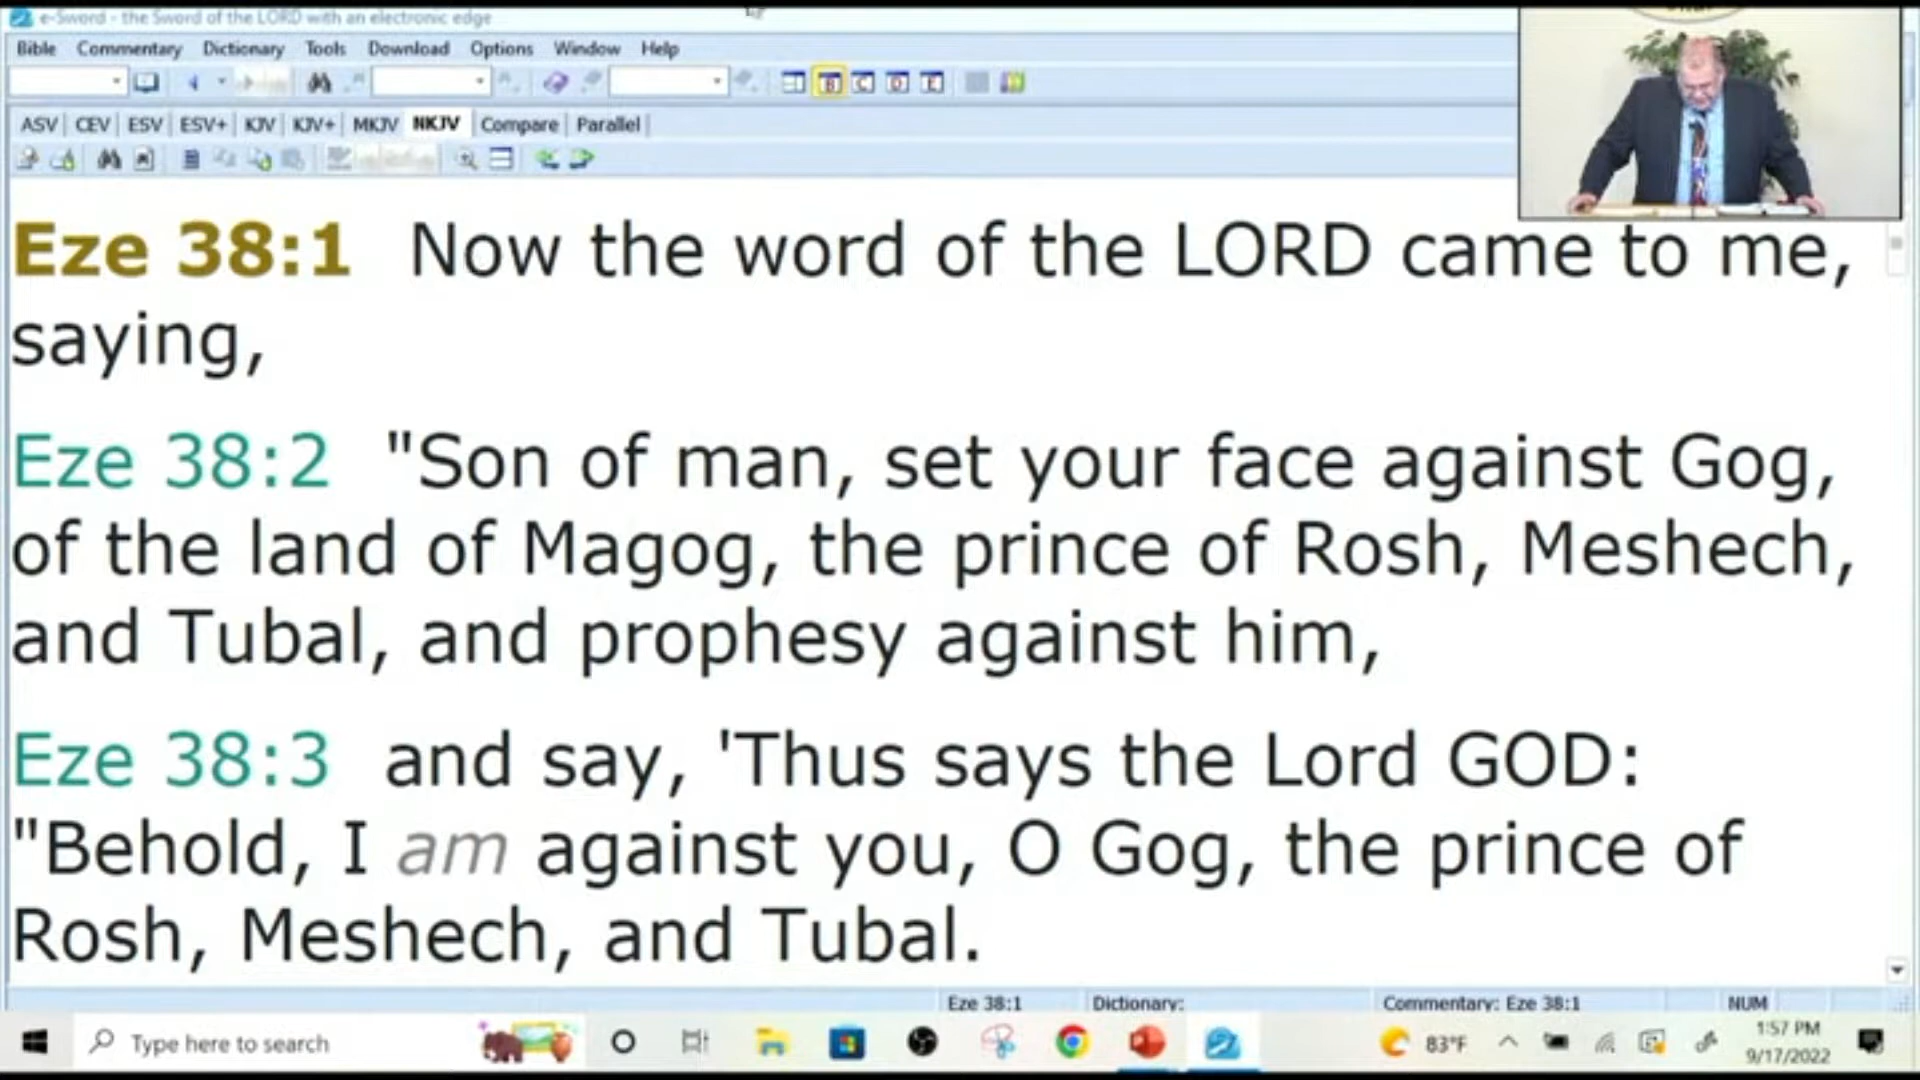 e-Sword - the Sword of the LORD with an electronic edge
Bible Commentary Dictionary Tools Download Options Window Help
B C D E
ASV CEV ESV ESV+ KJV KJV+ MKJV NKJV Compare Parallel
Eze 38:1 Now the word of the LORD came to me,
saying,
Eze 38:2 "Son of man, set your face against Gog,
of the land of Magog, the prince of Rosh, Meshech,
and Tubal, and prophesy against him,
Eze 38:3 and say, 'Thus says the Lord GOD:
"Behold, I am against you, O Gog, the prince of
Rosh, Meshech, and Tubal.
Eze 38:1 Dictionary: Commentary: Eze 38:1 NUM
Type here to search 83°F 1:57 PM
9/17/2022